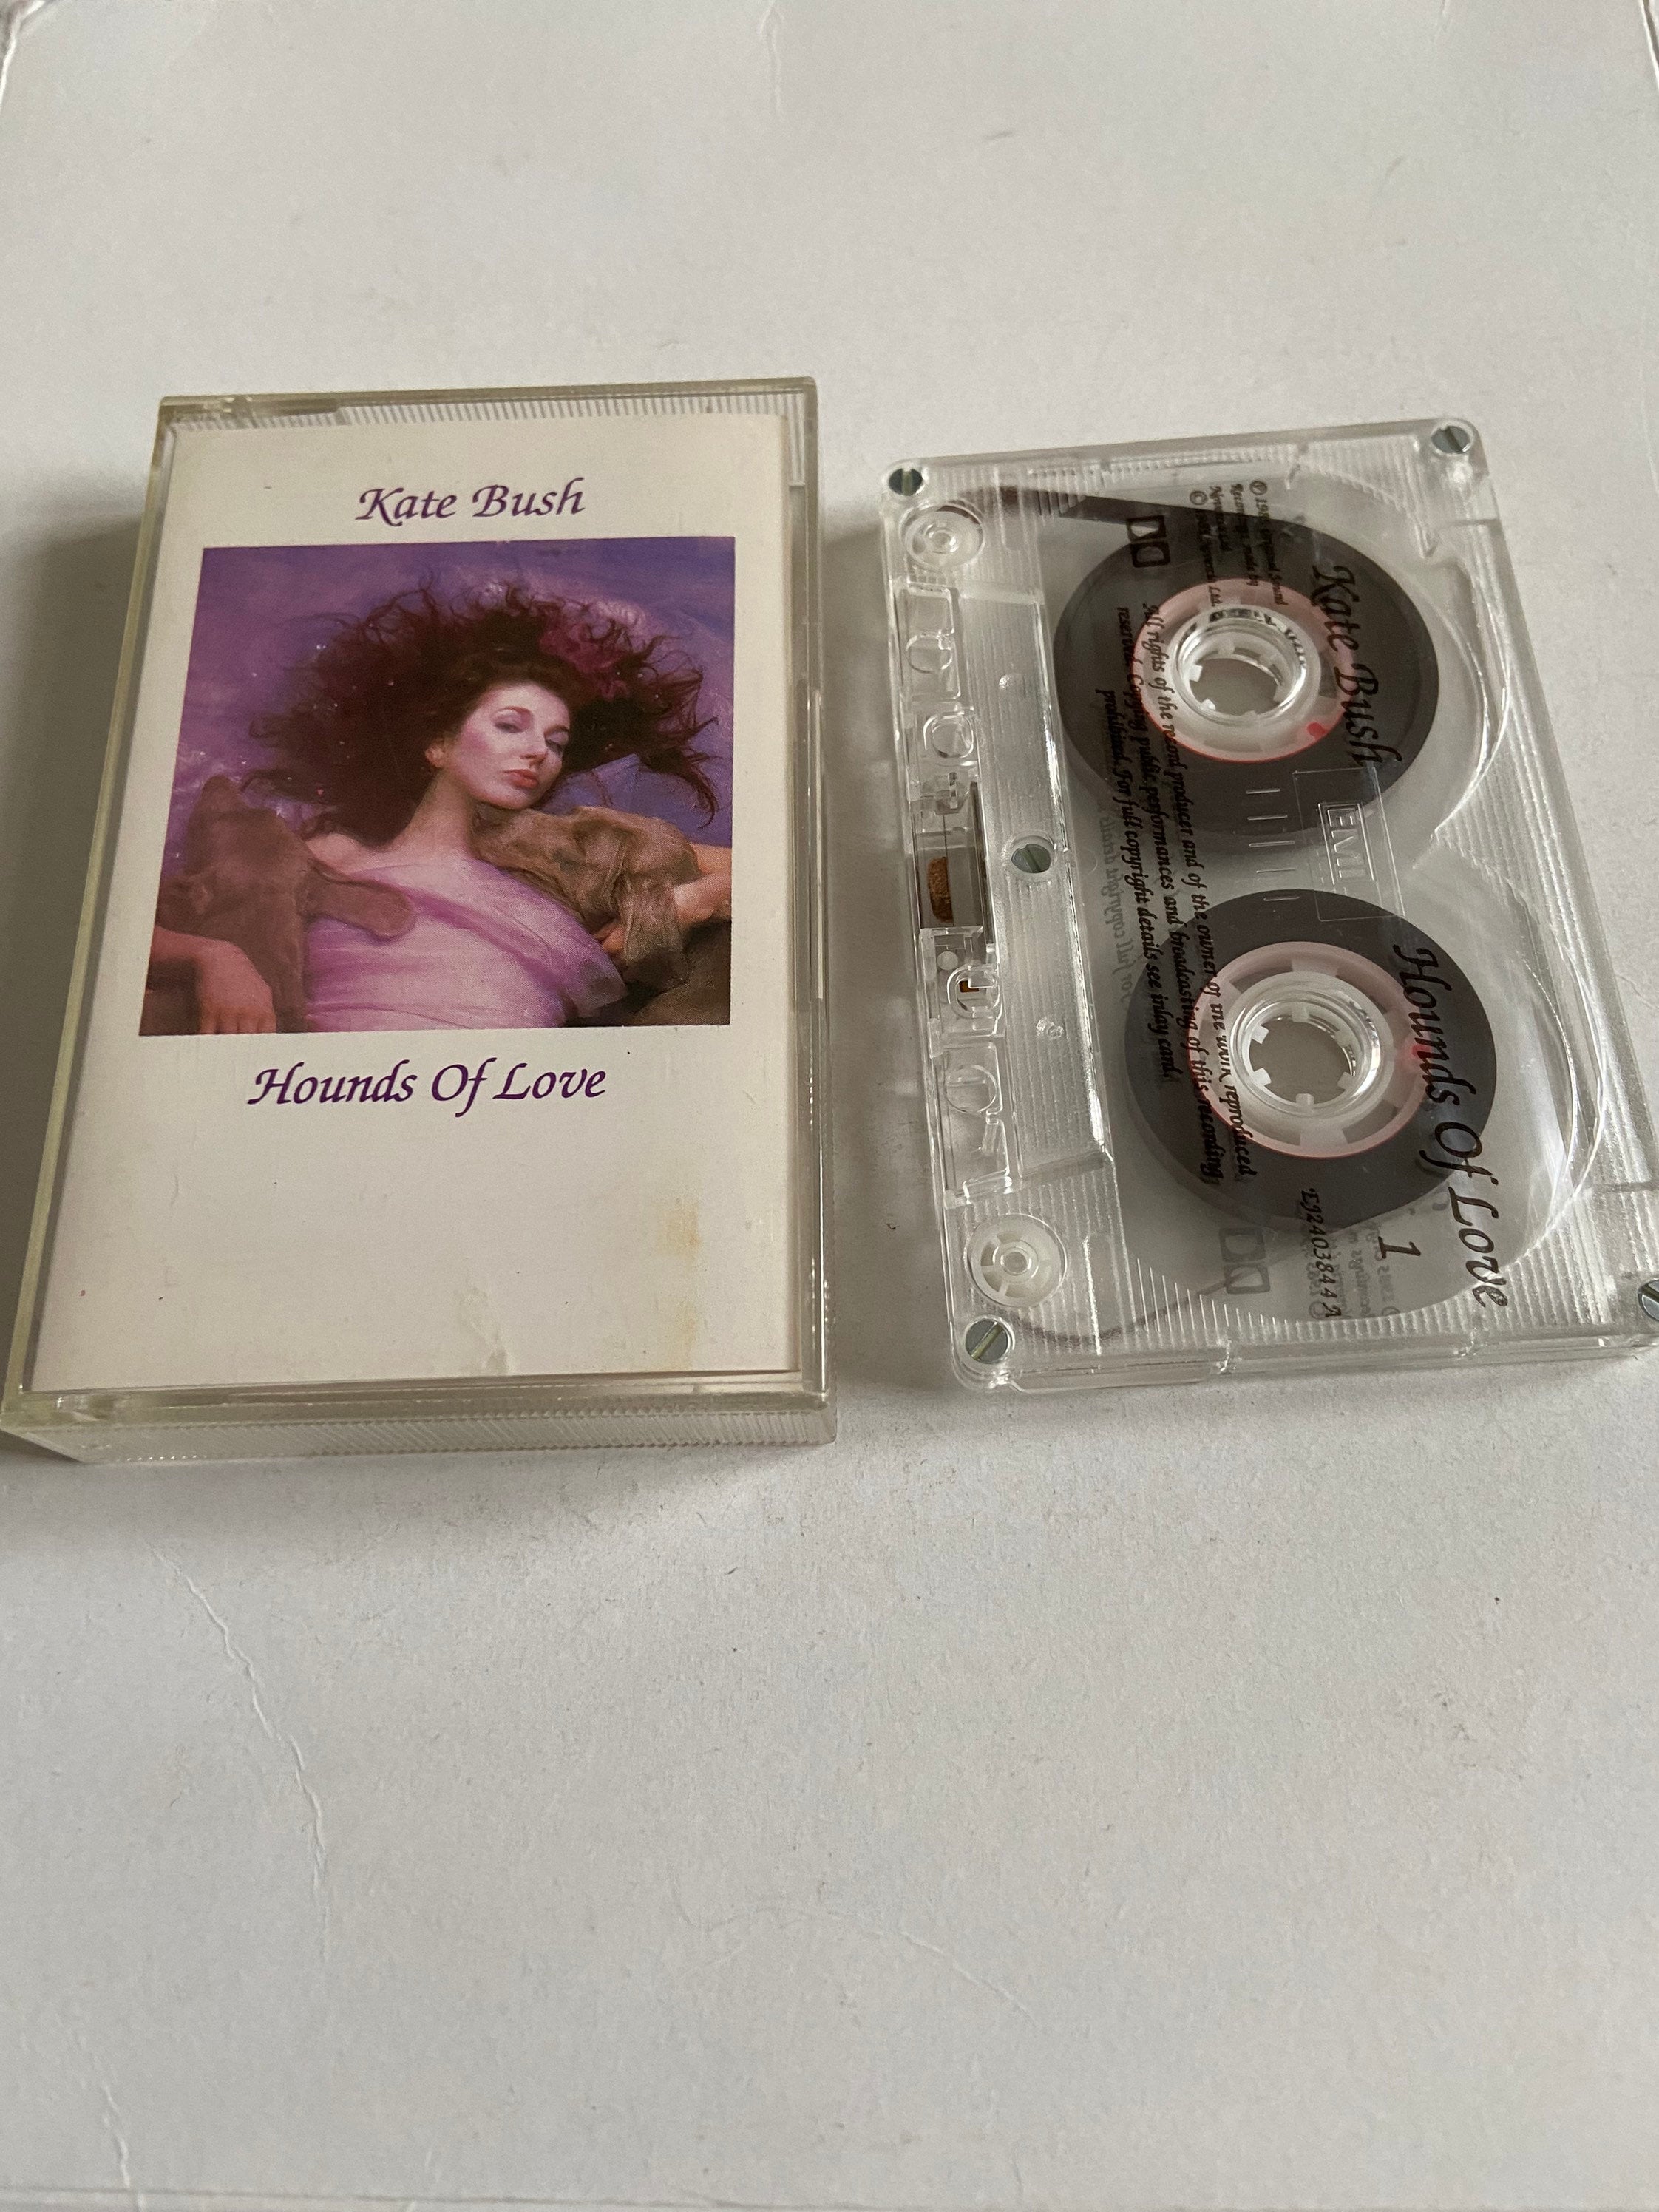 Kate Bush
Hounds Of Love
Kate Bush
Hounds Of Love
1
EMI
All rights of the record producer and of the owner of the work reproduced
reserved. Copying public performances and broadcasting of this recording
prohibited. For full copyright details see inlay card.